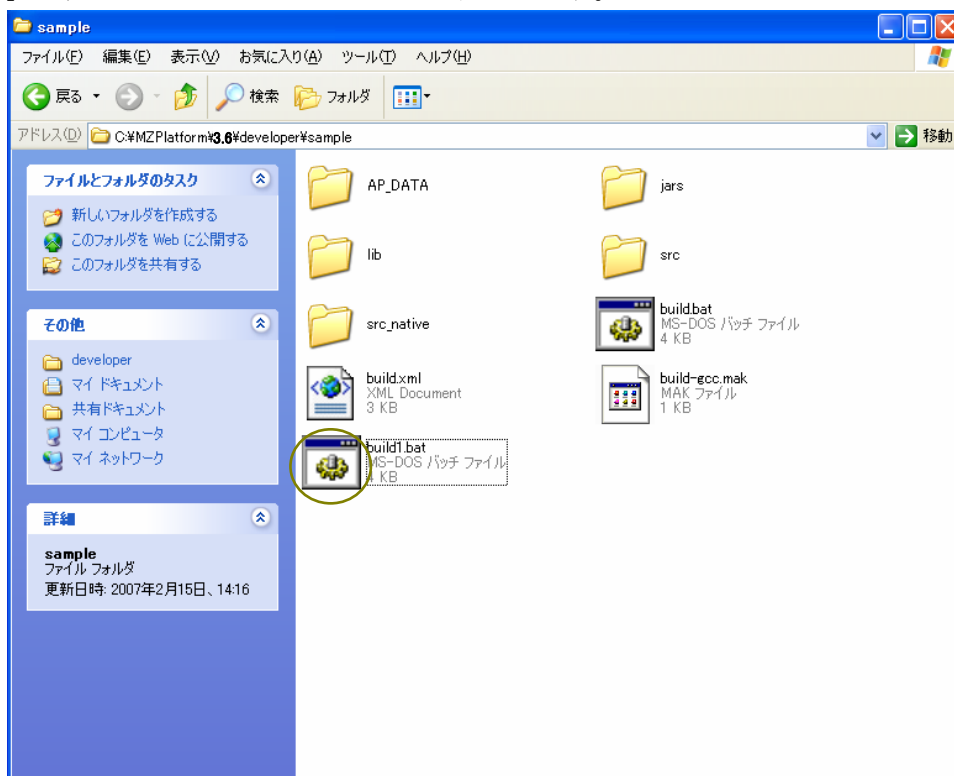 sample
ファイル(F) 編集(E) 表示(V) お気に入り(A) ツール(T) ヘルプ(H)
戻る 検索 フォルダ
アドレス(D) C:¥MZPlatform¥3.6¥developer¥sample 移動
ファイルとフォルダのタスク
新しいフォルダを作成する
このフォルダを Web に公開する
このフォルダを共有する
その他
developer
マイ ドキュメント
共有ドキュメント
マイ コンピュータ
マイ ネットワーク
詳細
sample
ファイル フォルダ
更新日時: 2007年2月15日、14:16
AP_DATA
jars
lib
src
src_native
build.bat
MS-DOS バッチ ファイル
4 KB
build.xml
XML Document
3 KB
build-gcc.mak
MAK ファイル
1 KB
build1.bat
MS-DOS バッチ ファイル
4 KB